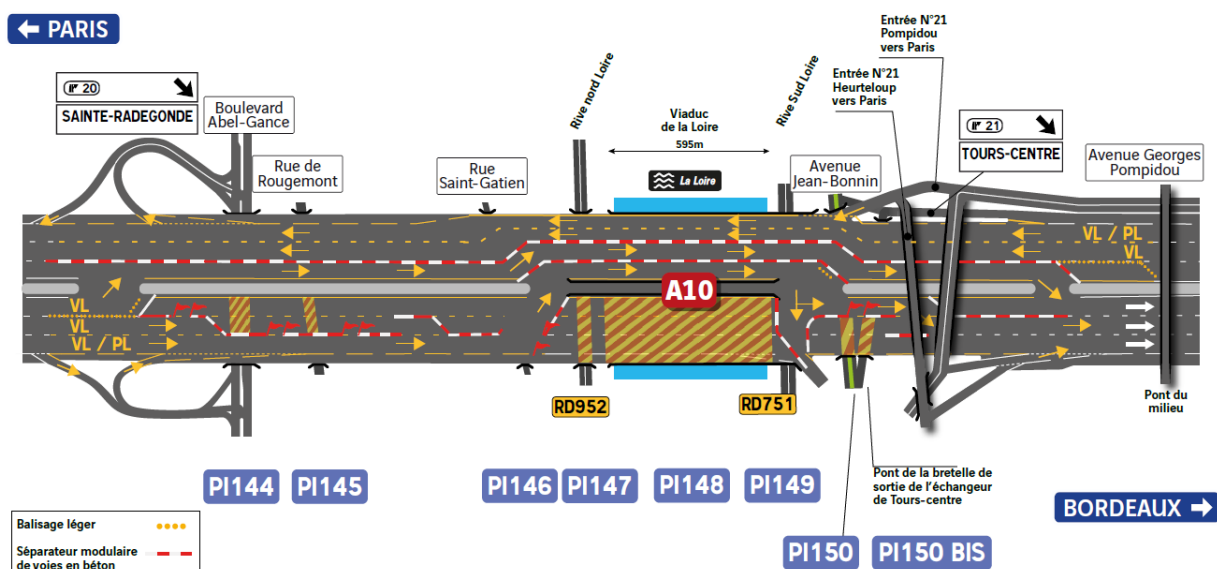 ← PARIS
20
SAINTE-RADEGONDE
Boulevard
Abel-Gance
Rue de
Rougemont
Rue
Saint-Gatien
Rive nord Loire
Viaduc
de la Loire
595m
La Loire
Rive Sud Loire
Entrée N°21
Pompidou
vers Paris
Entrée N°21
Heurteloup
vers Paris
21
TOURS-CENTRE
Avenue
Jean-Bonnin
Avenue Georges
Pompidou
VL / PL
VL
A10
VL
VL
VL / PL
RD952
RD751
Pont du
milieu
PI144
PI145
PI146
PI147
PI148
PI149
Pont de la bretelle de
sortie de l'échangeur
de Tours-centre
BORDEAUX →
PI150
PI150 BIS
Balisage léger
Séparateur modulaire
de voies en béton